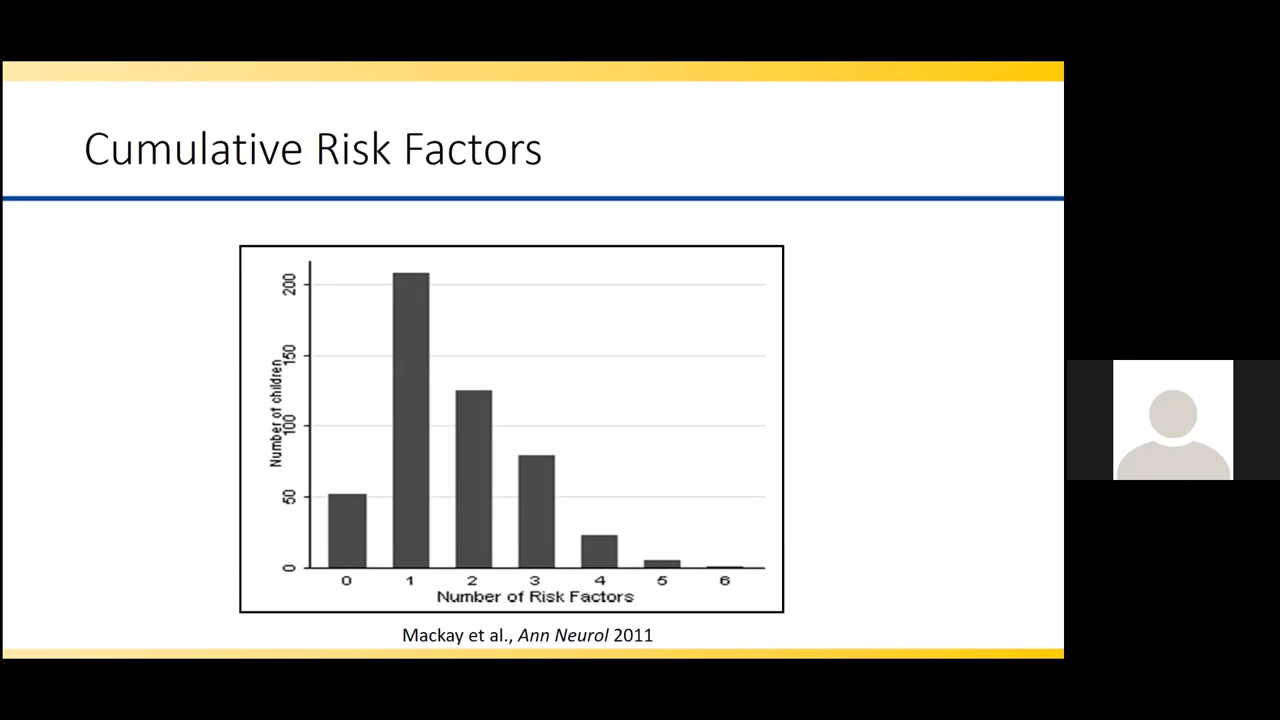 Cumulative Risk Factors
Number of children
200
150
100
50
0
0 1 2 3 4 5 6
Number of Risk Factors
Mackay et al., Ann Neurol 2011